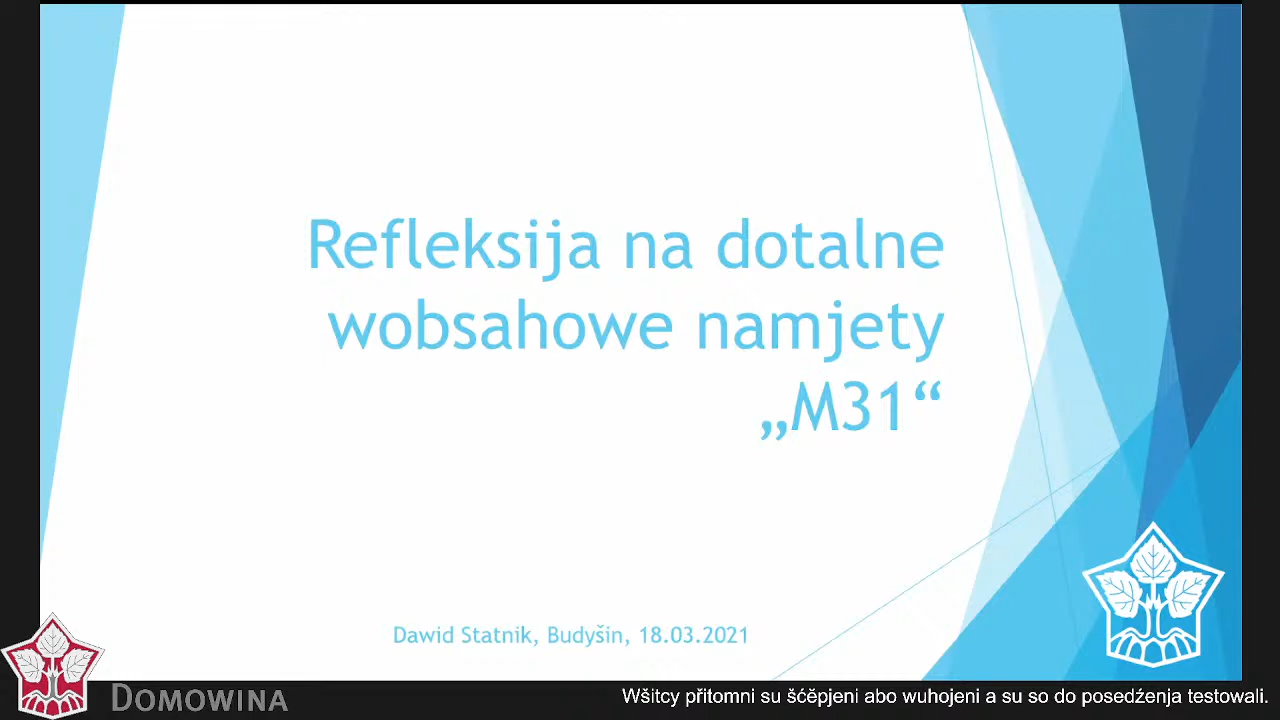 Refleksija na dotalne
wobsahowe namjety
„M31“
Dawid Statnik, Budyšin, 18.03.2021
DOMOWINA
Wšitcy přitomni su šćěpjeni abo wuhojeni a su so do posedźenja testowali.